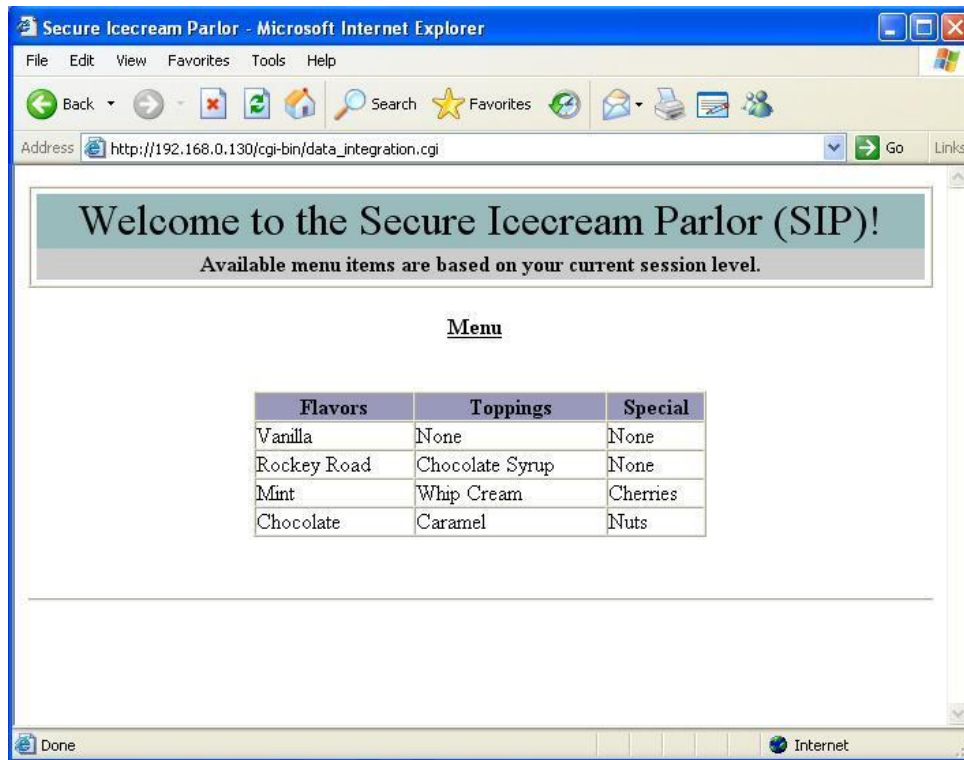 Secure Icecream Parlor - Microsoft Internet Explorer
File Edit View Favorites Tools Help
Back Search Favorites
Address http://192.168.0.130/cgi-bin/data_integration.cgi Go Links
Welcome to the Secure Icecream Parlor (SIP)!
Available menu items are based on your current session level.
Menu
Flavors Toppings Special
Vanilla None None
Rockey Road Chocolate Syrup None
Mint Whip Cream Cherries
Chocolate Caramel Nuts
Done Internet